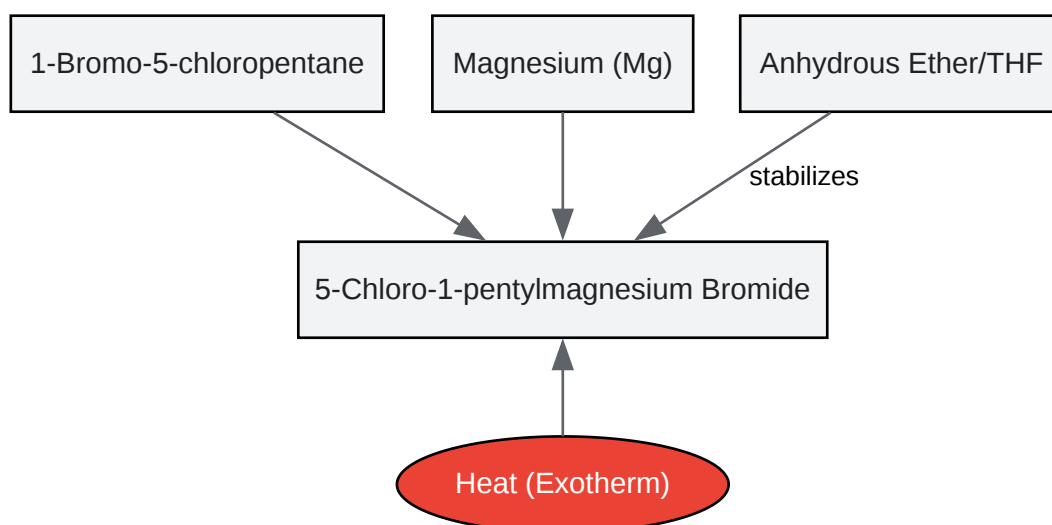 1-Bromo-5-chloropentane
Magnesium (Mg)
Anhydrous Ether/THF
stabilizes
5-Chloro-1-pentylmagnesium Bromide
Heat (Exotherm)